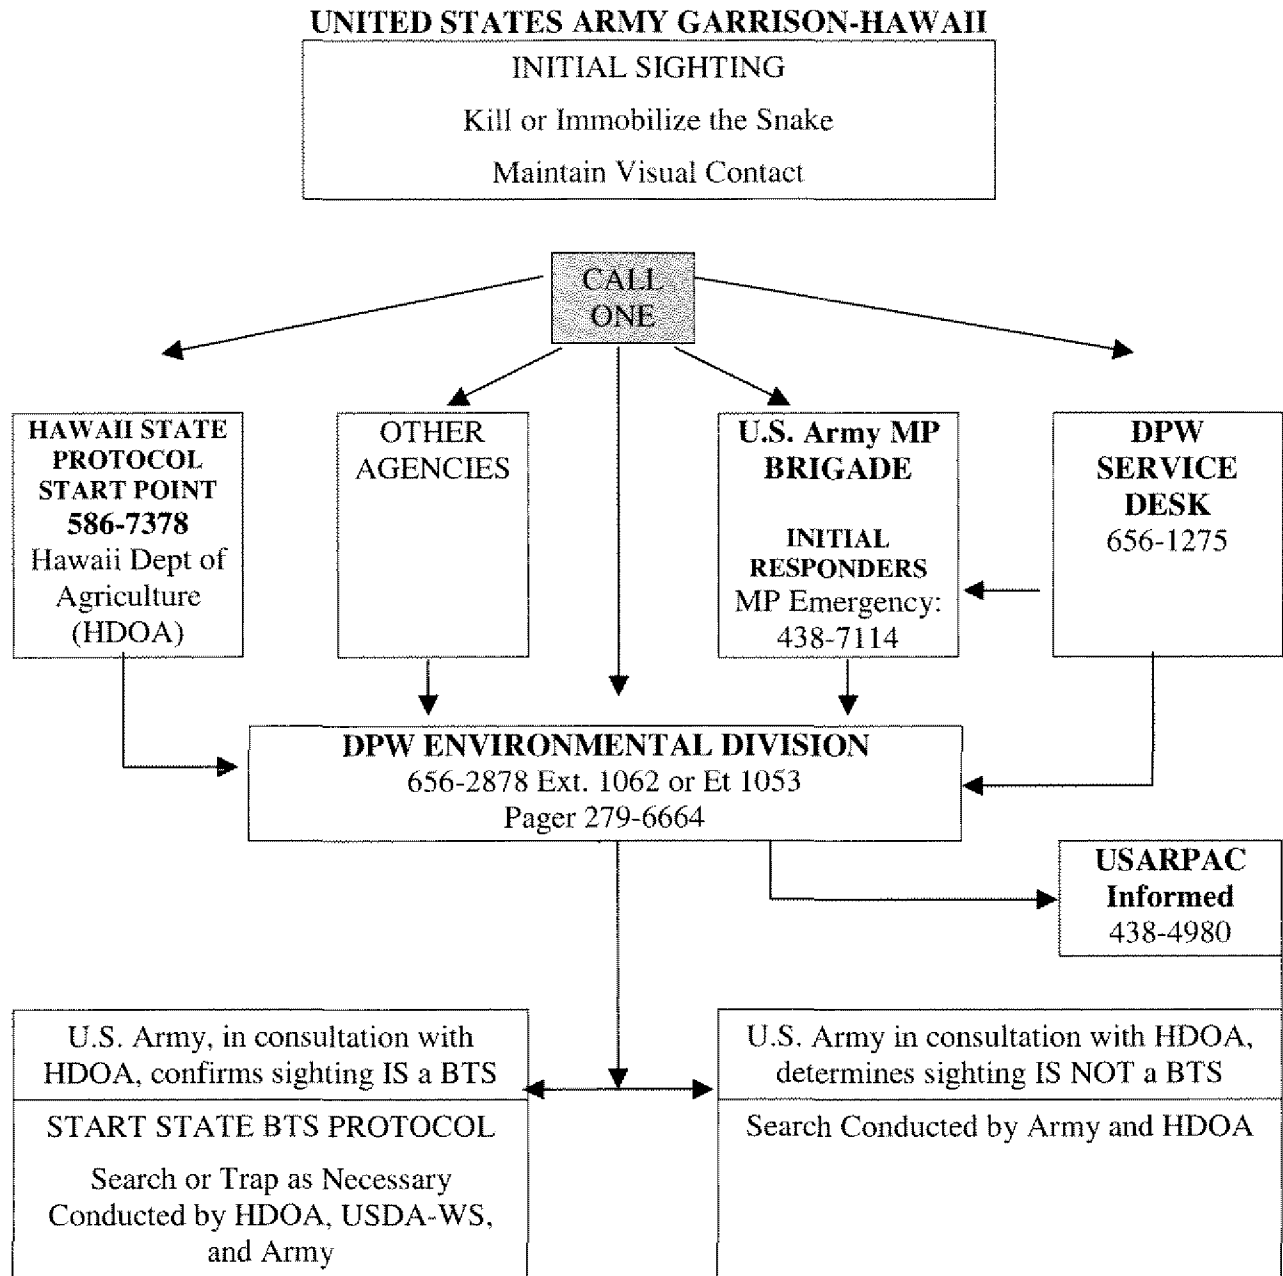 UNITED STATES ARMY GARRISON-HAWAII
INITIAL SIGHTING
Kill or Immobilize the Snake
Maintain Visual Contact
CALL
ONE
HAWAII STATE
PROTOCOL
START POINT
586-7378
Hawaii Dept of
Agriculture
(HDOA)
OTHER
AGENCIES
U.S. Army MP
BRIGADE
INITIAL
RESPONDERS
MP Emergency:
438-7114
DPW
SERVICE
DESK
656-1275
DPW ENVIRONMENTAL DIVISION
656-2878 Ext. 1062 or Et 1053
Pager 279-6664
USARPAC
Informed
438-4980
U.S. Army, in consultation with
HDOA, confirms sighting IS a BTS
START STATE BTS PROTOCOL
Search or Trap as Necessary
Conducted by HDOA, USDA-WS,
and Army
U.S. Army in consultation with HDOA,
determines sighting IS NOT a BTS
Search Conducted by Army and HDOA